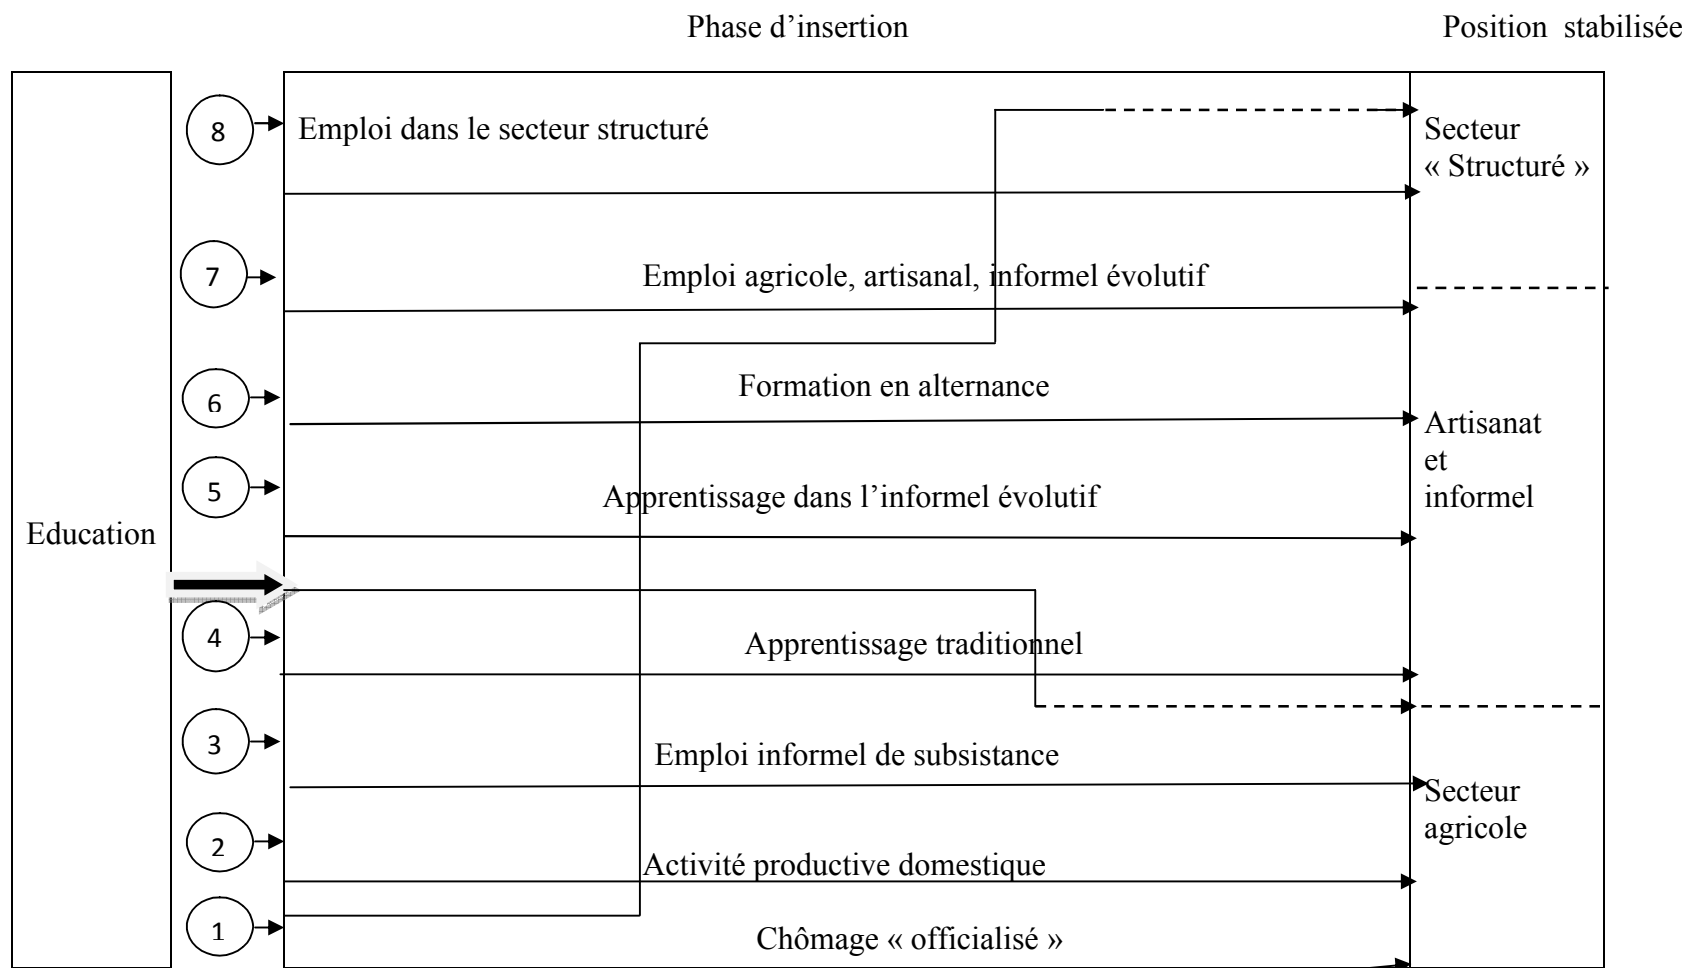 Phase d’insertion
Position stabilisée
8
Emploi dans le secteur structuré
Secteur
« Structuré »
7
Emploi agricole, artisanal, informel évolutif
6
Formation en alternance
Artisanat
et
informel
5
Apprentissage dans l’informel évolutif
Education
4
Apprentissage traditionnel
3
Emploi informel de subsistance
Secteur
agricole
2
Activité productive domestique
1
Chômage « officialisé »